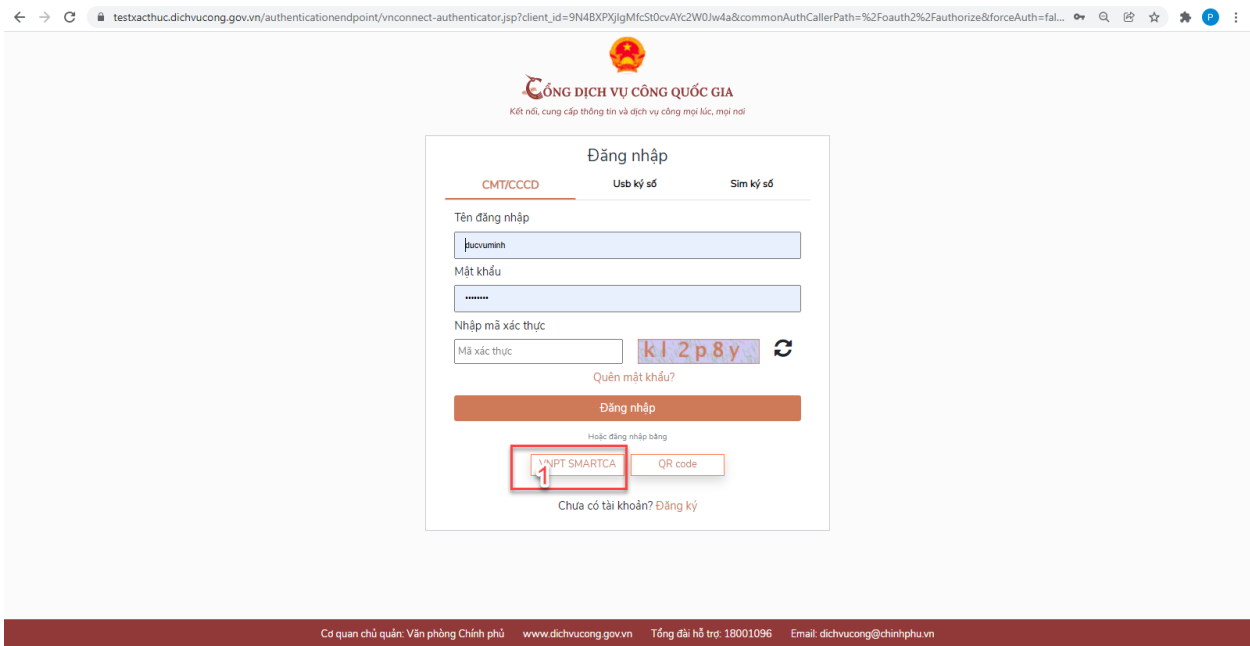 testxacthuc.dichvucong.gov.vn/authenticationendpoint/vnconnect-authenticator.jsp?client_id=9N4BXPXjIgMfcSt0cvAYc2W0Jw4a&commonAuthCallerPath=%2Foauth2%2Fauthorize&forceAuth=fal... P
CỔNG DỊCH VỤ CÔNG QUỐC GIA
Kết nối, cung cấp thông tin và dịch vụ công mọi lúc, mọi nơi
Đăng nhập
CMT/CCCD Usb ký số Sim ký số
Tên đăng nhập
ducvuminh
Mật khẩu
••••••••
Nhập mã xác thực
Mã xác thực kl2p8y
Quên mật khẩu?
Đăng nhập
Hoặc đăng nhập bằng
VNPT SMARTCA QR code
1
Chưa có tài khoản? Đăng ký
Cơ quan chủ quản: Văn phòng Chính phủ www.dichvucong.gov.vn Tổng đài hỗ trợ: 18001096 Email: dichvucong@chinhphu.vn